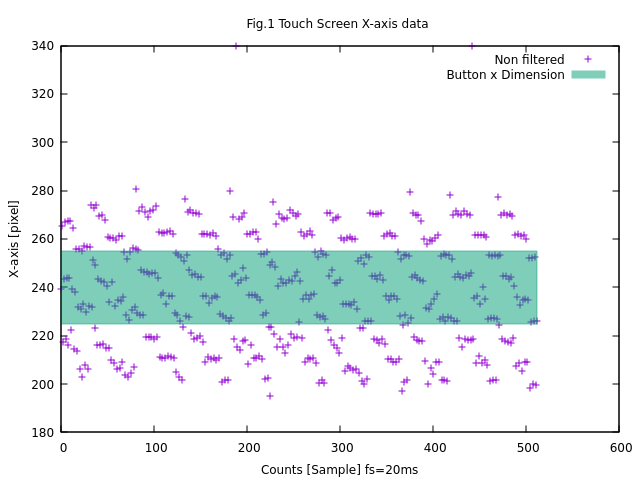 Fig.1 Touch Screen X-axis data
Non filtered
Button x Dimension
340
320
300
280
260
240
220
200
180
X-axis [pixel]
0 100 200 300 400 500 600
Counts [Sample] fs=20ms